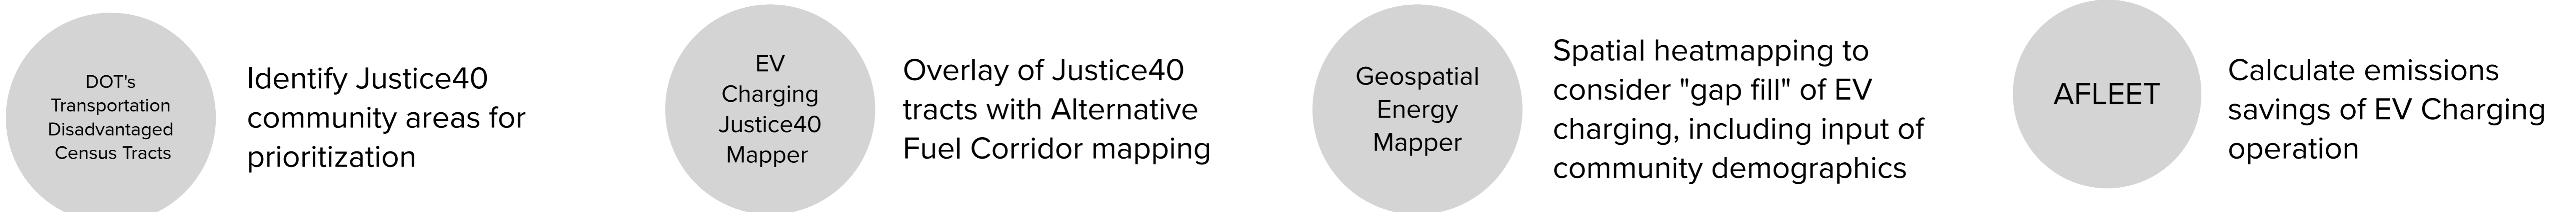 DOT's
Transportation
Disadvantaged
Census Tracts
Identify Justice40
community areas for
prioritization
EV
Charging
Justice40
Mapper
Overlay of Justice40
tracts with Alternative
Fuel Corridor mapping
Geospatial
Energy
Mapper
Spatial heatmapping to
consider "gap fill" of EV
charging, including input of
community demographics
AFLEET
Calculate emissions
savings of EV Charging
operation